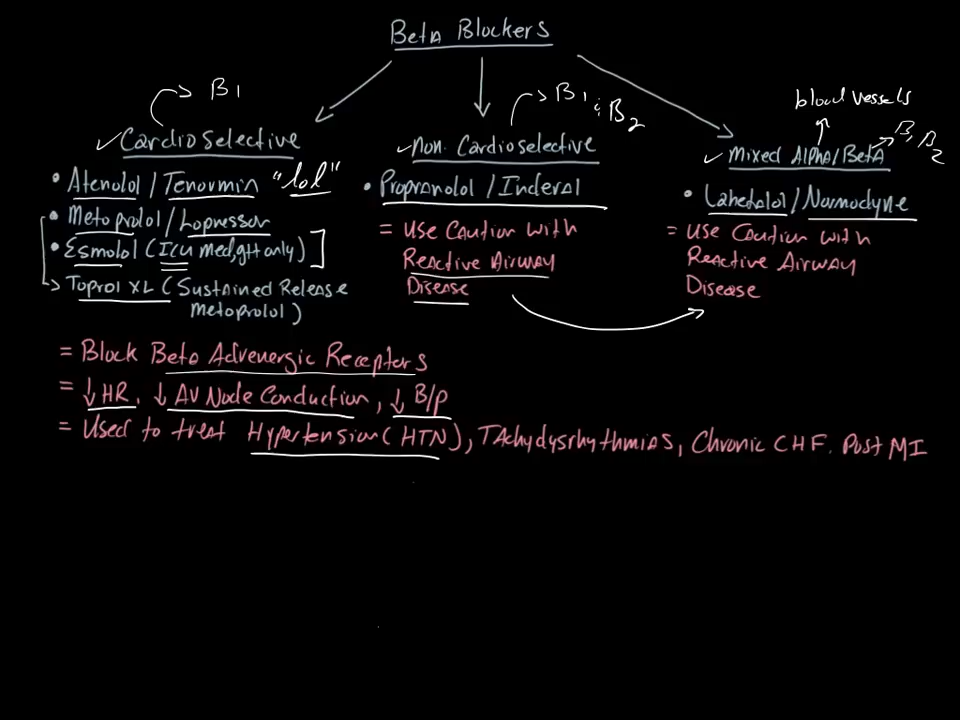 Beta Blockers
B1
Cardioselective
• Atenolol / Tenormin "lol"
• Metoprolol / Lopressor
• Esmolol (ICU med, gtt only)
Toprol XL (Sustained Release
Metoprolol)
B1 & B2
Non Cardioselective
• Propranolol / Inderal
= Use Caution with
Reactive Airway
Disease
blood vessels
B1 B2
Mixed Alpha/Beta
• Labetalol / Normodyne
= Use Caution with
Reactive Airway
Disease
= Block Beta Adrenergic Receptors
= ↓ HR, ↓ AV Node Conduction, ↓ B/P
= Used to treat Hypertension (HTN), Tachydysrhythmias, Chronic CHF. Post MI